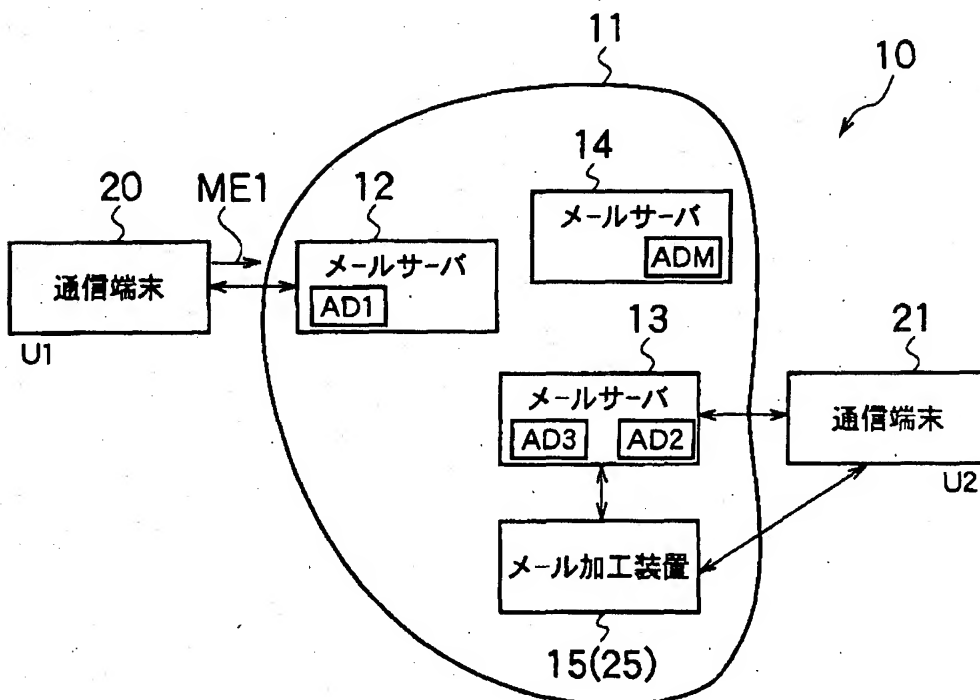 11
10
14
20
ME1
12
メールサーバ
ADM
通信端末
メールサーバ
AD1
U1
13
21
メールサーバ
AD3
AD2
通信端末
U2
メール加工装置
15(25)